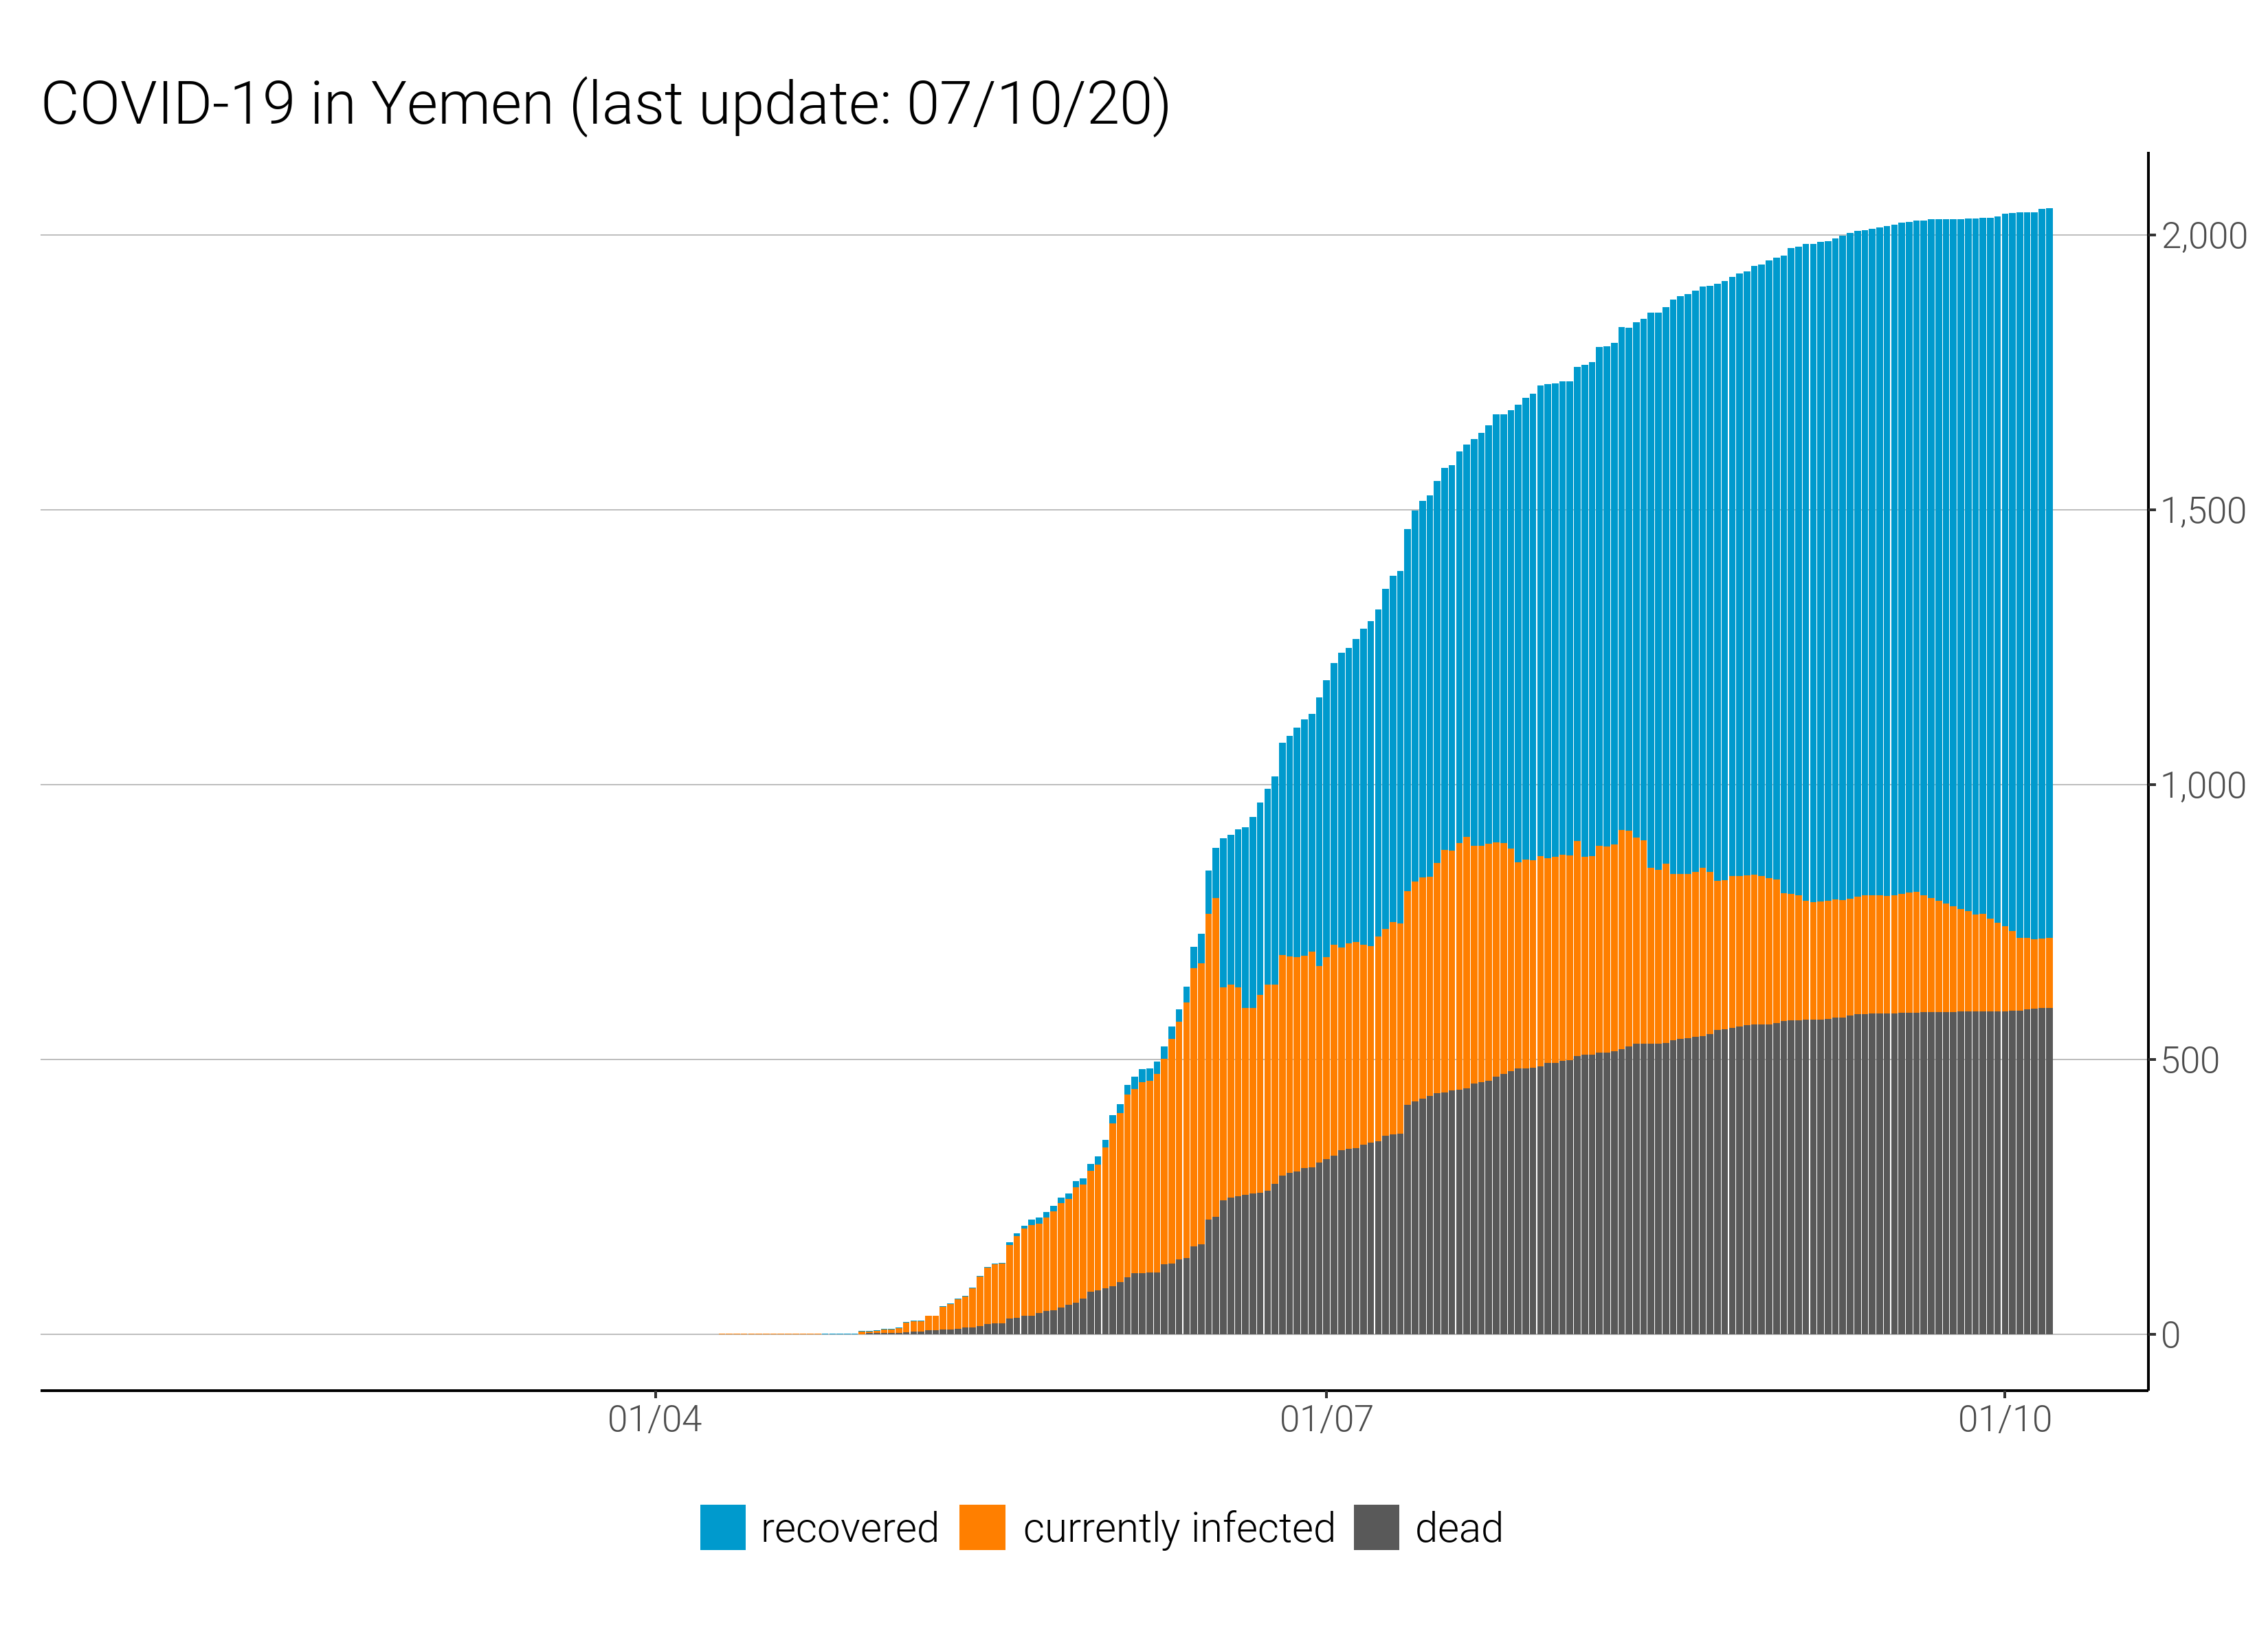 COVID-19 in Yemen (last update: 07/10/20)
2,000
1,500
1,000
500
0
01/04 01/07 01/10
recovered currently infected dead